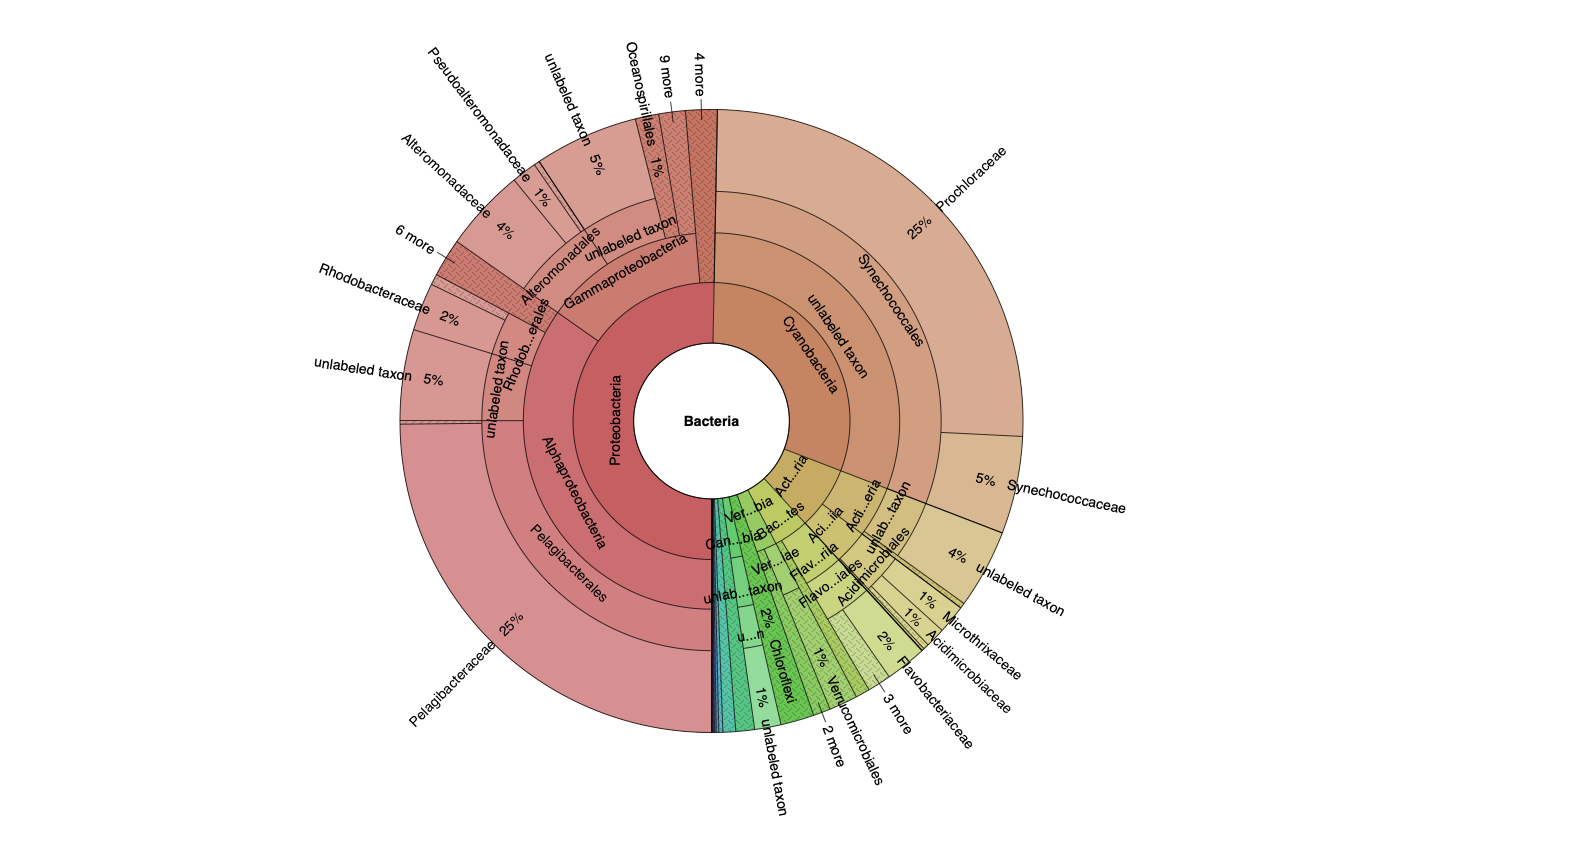 Bacteria
Proteobacteria
Alphaproteobacteria
Pelagibacterales
Pelagibacteraceae
25%
unlabeled taxon
unlabeled taxon
5%
Rhodob...erales
Rhodobacteraceae
2%
6 more
Gammaproteobacteria
Alteromonadales
Alteromonadaceae
4%
Pseudoalteromonadaceae
1%
unlabeled taxon
unlabeled taxon
5%
Oceanospirillales
1%
9 more
4 more
Cyanobacteria
unlabeled taxon
Synechococcales
Prochloraceae
25%
Synechococcaceae
5%
Act...ria
Acti...eria
unlab...taxon
unlabeled taxon
4%
Aci...iia
Acidimicrobiales
Microthrixaceae
1%
Acidimicrobiaceae
1%
Bac...tes
Flav...riia
Flavo...iales
Flavobacteriaceae
2%
3 more
Ver...bia
Ver...iae
Verrucomicrobiales
1%
2 more
Chloroflexi
2%
Can...bia
unlab...taxon
u...n
unlabeled taxon
1%